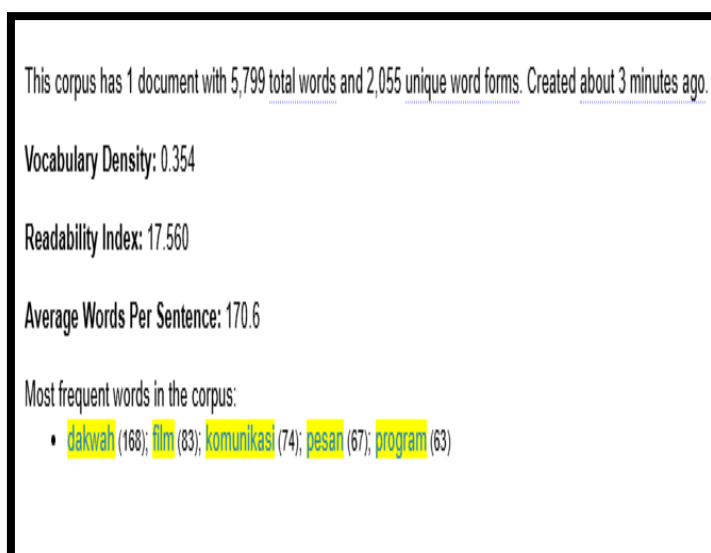 This corpus has 1 document with 5,799 total words and 2,055 unique word forms. Created about 3 minutes ago.
Vocabulary Density: 0.354
Readability Index: 17.560
Average Words Per Sentence: 170.6
Most frequent words in the corpus:
• dakwah (168); film (83); komunikasi (74); pesan (67); program (63)